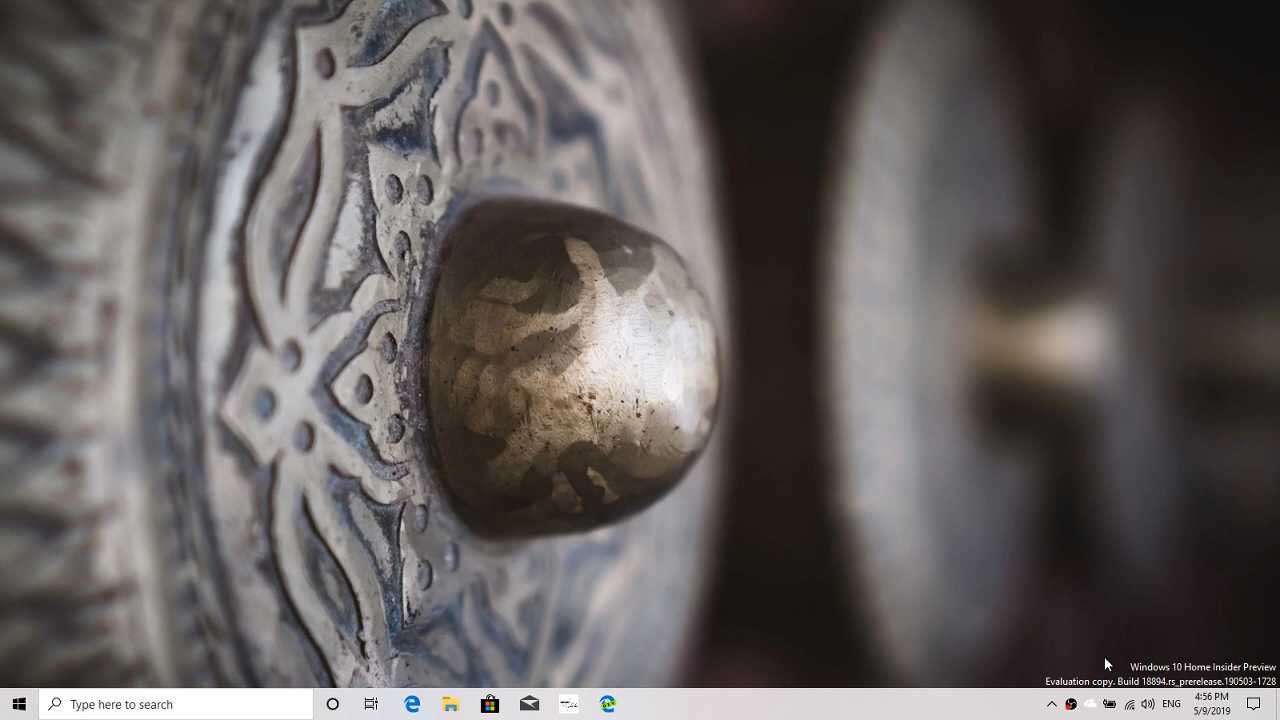 Windows 10 Home Insider Preview
Evaluation copy. Build 18894.rs_prerelease.190503-1728
Type here to search
ENG
4:56 PM
5/9/2019